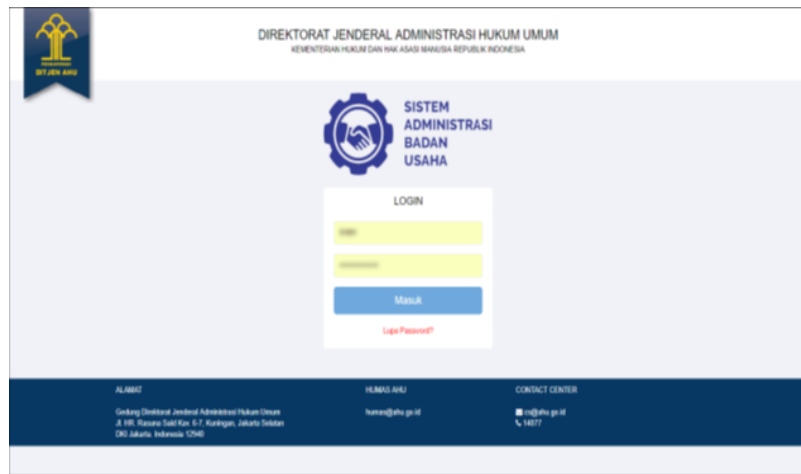 DIREKTORAT JENDERAL ADMINISTRASI HUKUM UMUM
KEMENTERIAN HUKUM DAN HAK ASASI MANUSIA REPUBLIK INDONESIA
DITJEN AHU
SISTEM
ADMINISTRASI
BADAN
USAHA
LOGIN
Masuk
Lupa Password?
ALAMAT
Gedung Direktorat Jenderal Administrasi Hukum Umum
Jl. HR. Rasuna Said Kav. 6-7, Kuningan, Jakarta Selatan
DKI Jakarta, Indonesia 12940
HUMAS AHU
humas@ahu.go.id
CONTACT CENTER
cs@ahu.go.id
14077